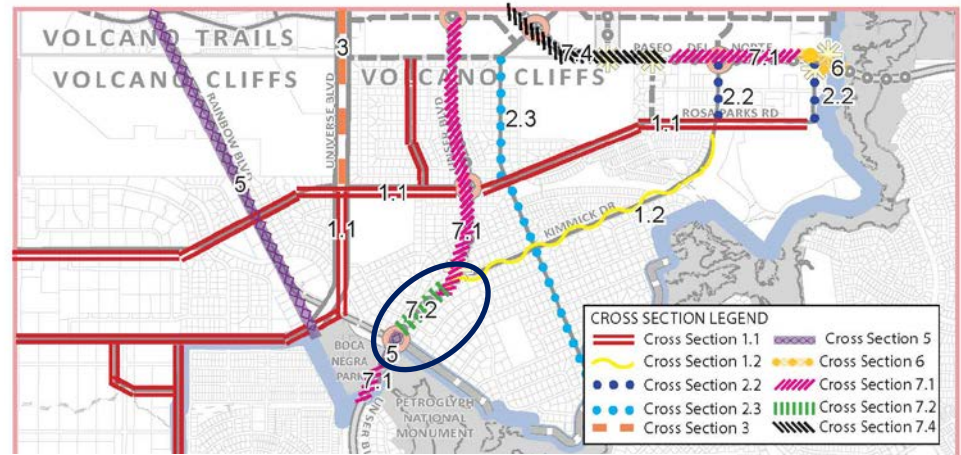 VOLCANO TRAILS
VOLCANO CLIFFS
VOLCANO CLIFFS
3
7.4
PASEO DEL NORTE
7.1
6
2.2
2.2
ROSA PARKS RD
1.1
RAINBOW BLVD
UNIVERSE BLVD
UNSER BLVD
2.3
5
1.1
1.1
7.1
KIMMICK DR
1.2
7.2
5
7.1
BOCA
NEGRA
PARK
PETROGLYPH
NATIONAL
MONUMENT
UNSER BL
CROSS SECTION LEGEND
Cross Section 1.1
Cross Section 1.2
Cross Section 2.2
Cross Section 2.3
Cross Section 3
Cross Section 5
Cross Section 6
Cross Section 7.1
Cross Section 7.2
Cross Section 7.4